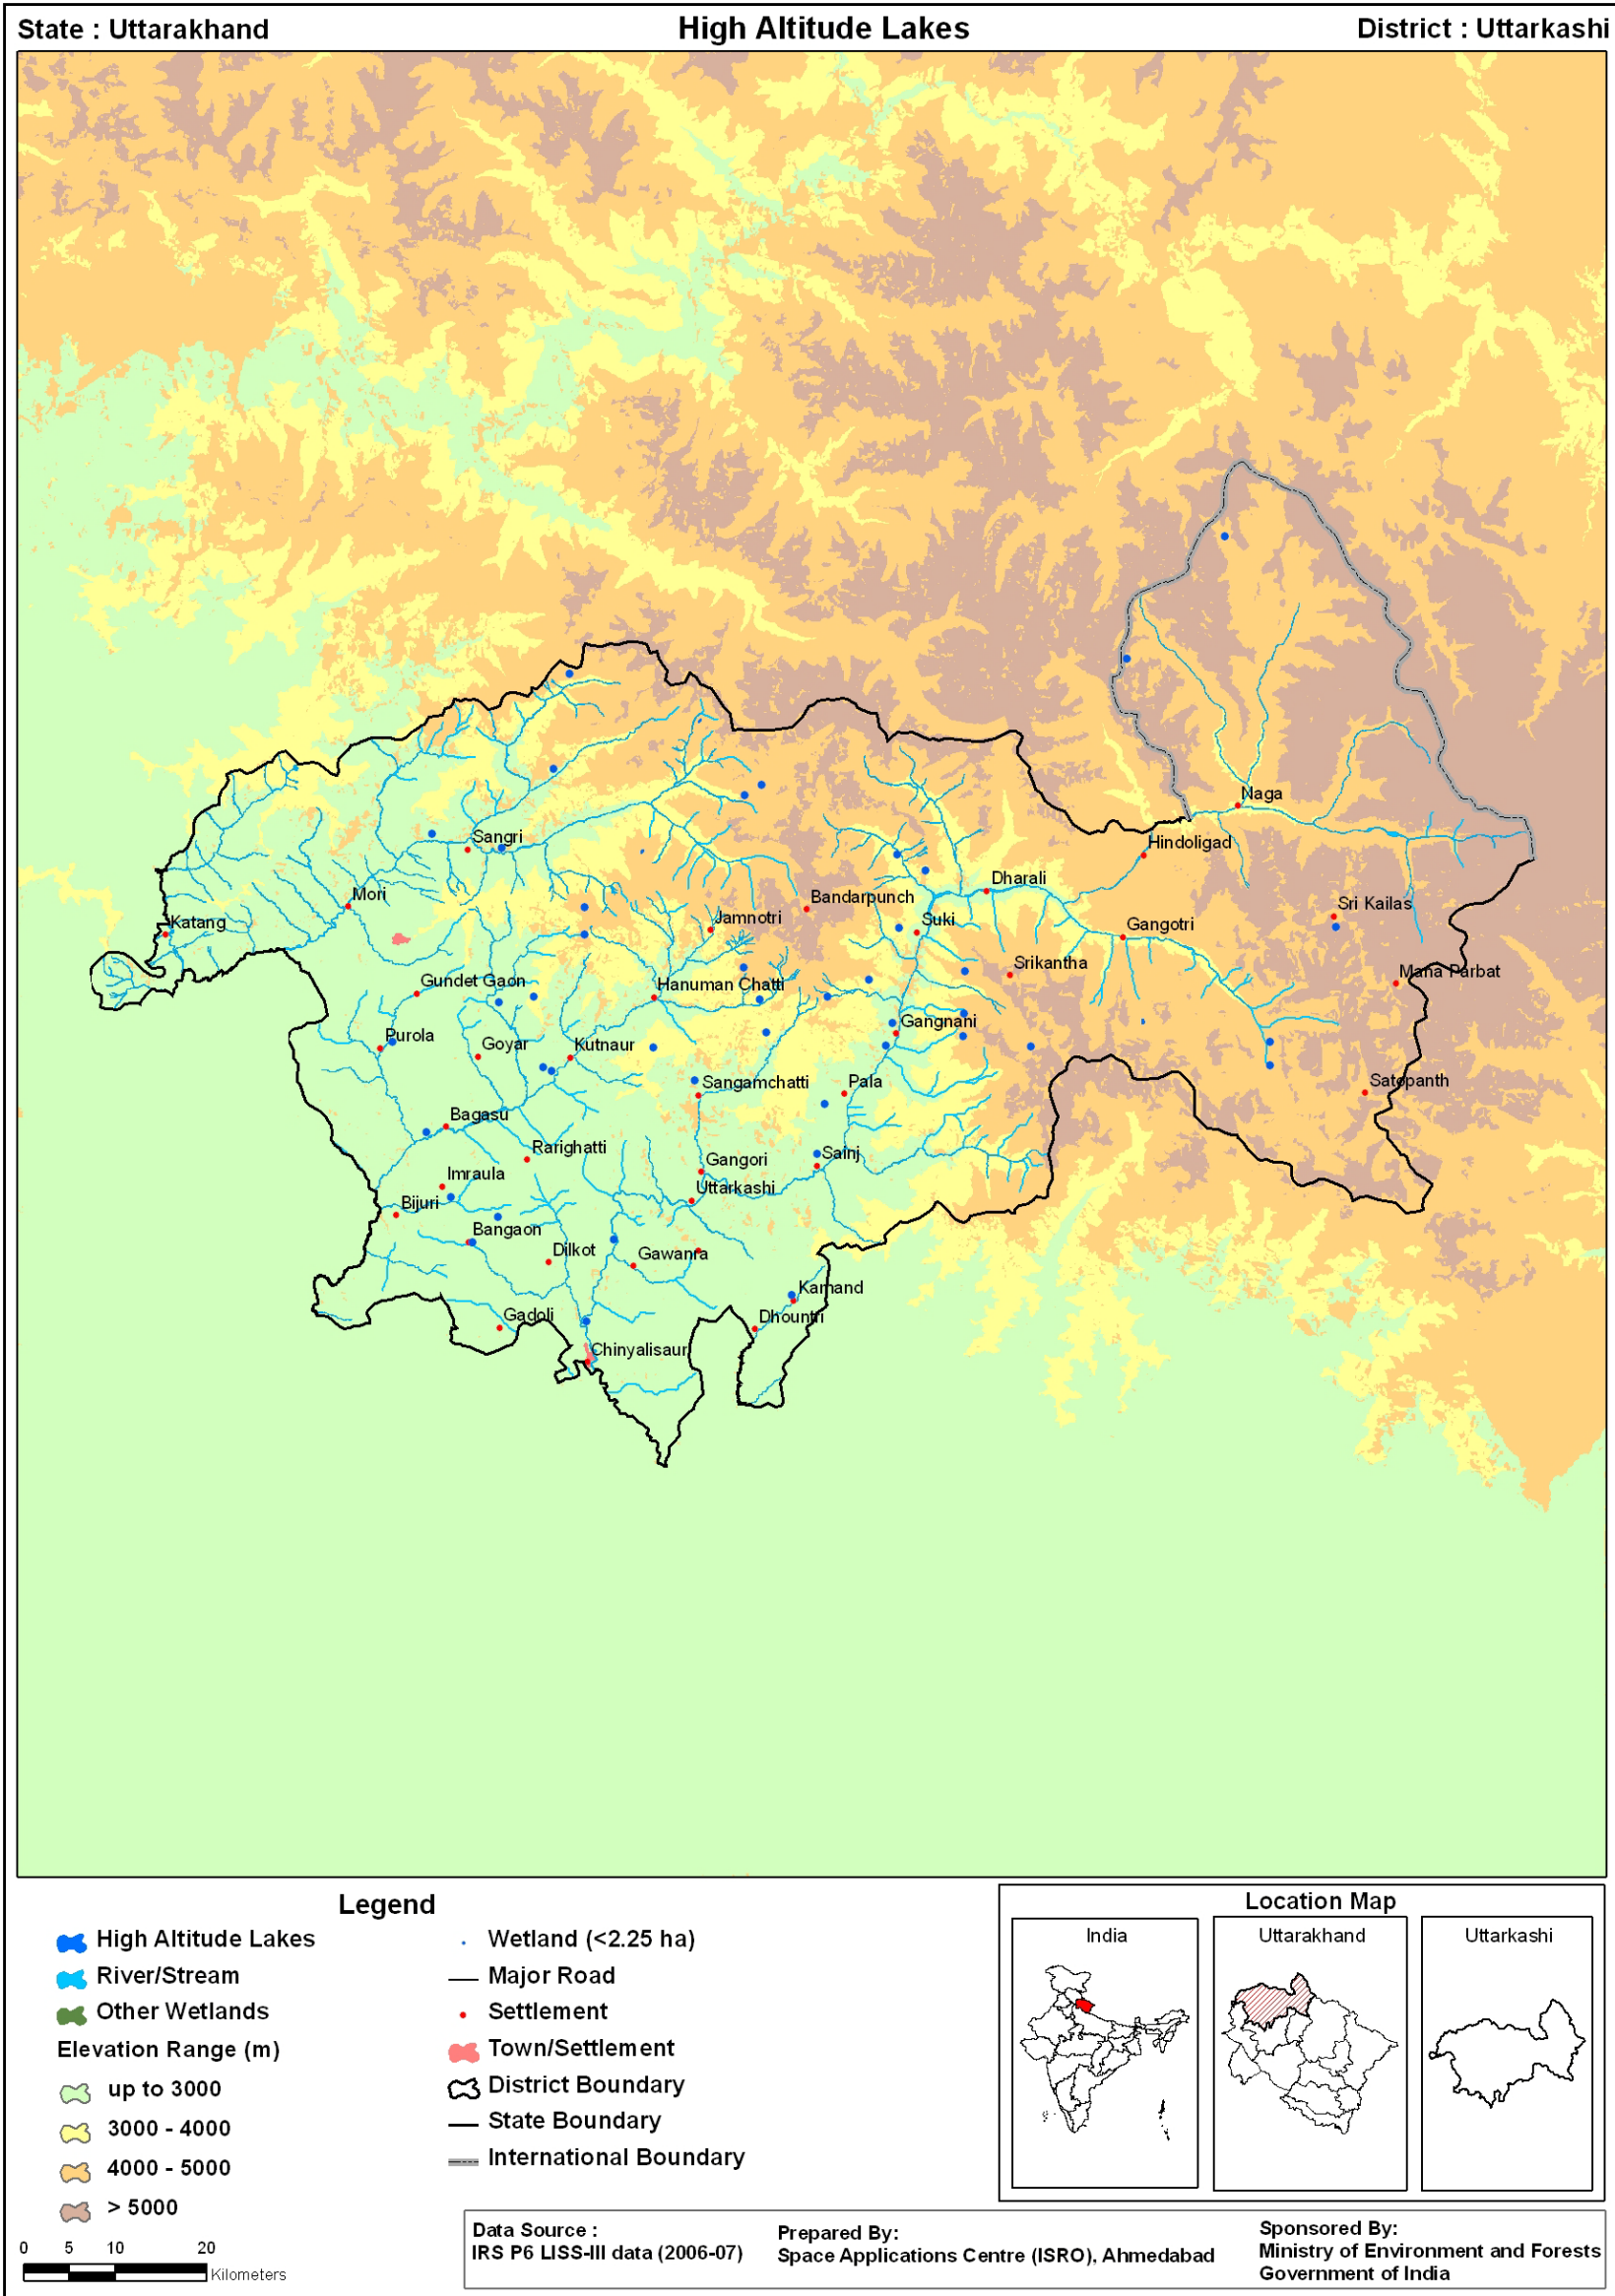 State : Uttarakhand
High Altitude Lakes
District : Uttarkashi
Naga
Hindoligad
Sangri
Dharali
Mori
Bandarpunch
Sri Kailas
Katang
Jamnotri
Suki
Gangotri
Srikantha
Mana Parbat
Gundet Gaon
Hanuman Chatti
Gangnani
Purola
Goyar
Kutnaur
Sangamchatti
Pala
Satopanth
Bagasu
Rarighatti
Gangori
Sainj
Imraula
Uttarkashi
Bijuri
Bangaon
Dilkot
Gawanra
Kamand
Gadoli
Dhountri
Chinyalisaur
Legend
High Altitude Lakes
River/Stream
Other Wetlands
Elevation Range (m)
up to 3000
3000 - 4000
4000 - 5000
> 5000
Wetland (<2.25 ha)
Major Road
Settlement
Town/Settlement
District Boundary
State Boundary
International Boundary
0 5 10 20
Kilometers
Location Map
India
Uttarakhand
Uttarkashi
Data Source :
IRS P6 LISS-III data (2006-07)
Prepared By:
Space Applications Centre (ISRO), Ahmedabad
Sponsored By:
Ministry of Environment and Forests
Government of India